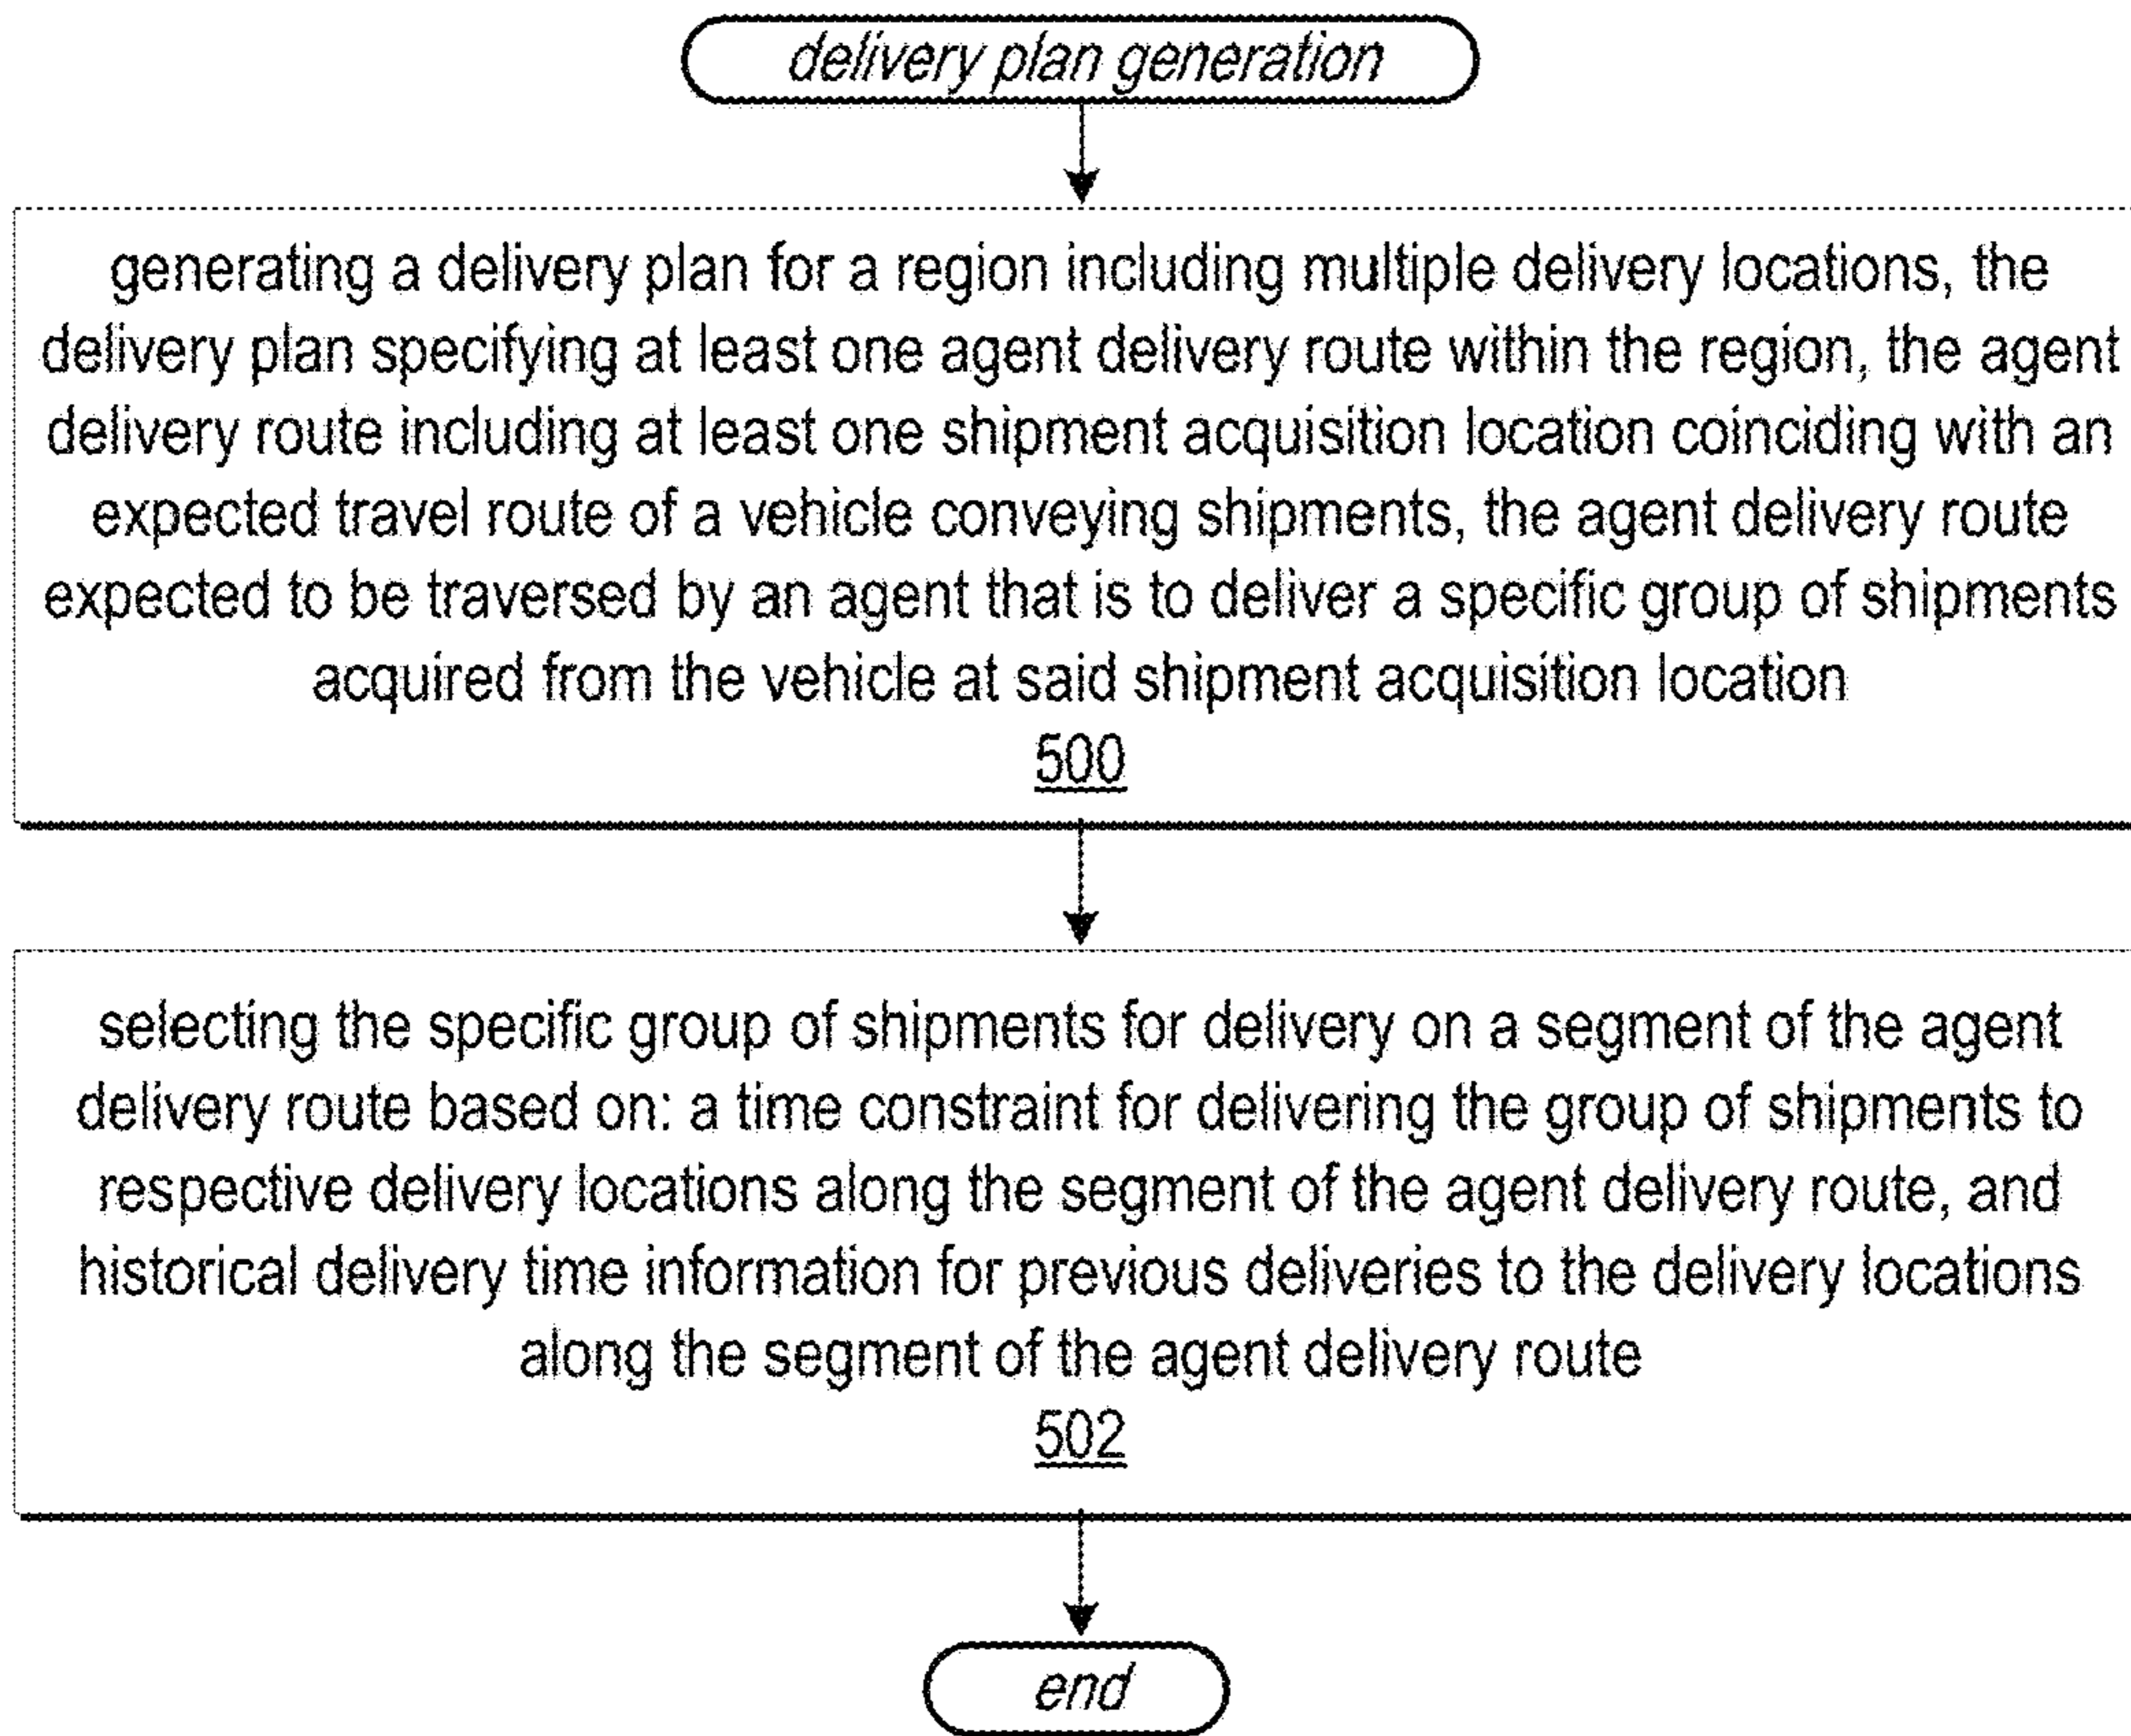 delivery plan generation
generating a delivery plan for a region including multiple delivery locations, the
delivery plan specifying at least one agent delivery route within the region, the agent
delivery route including at least one shipment acquisition location coinciding with an
expected travel route of a vehicle conveying shipments, the agent delivery route
expected to be traversed by an agent that is to deliver a specific group of shipments
acquired from the vehicle at said shipment acquisition location
500
selecting the specific group of shipments for delivery on a segment of the agent
delivery route based on: a time constraint for delivering the group of shipments to
respective delivery locations along the segment of the agent delivery route, and
historical delivery time information for previous deliveries to the delivery locations
along the segment of the agent delivery route
502
end